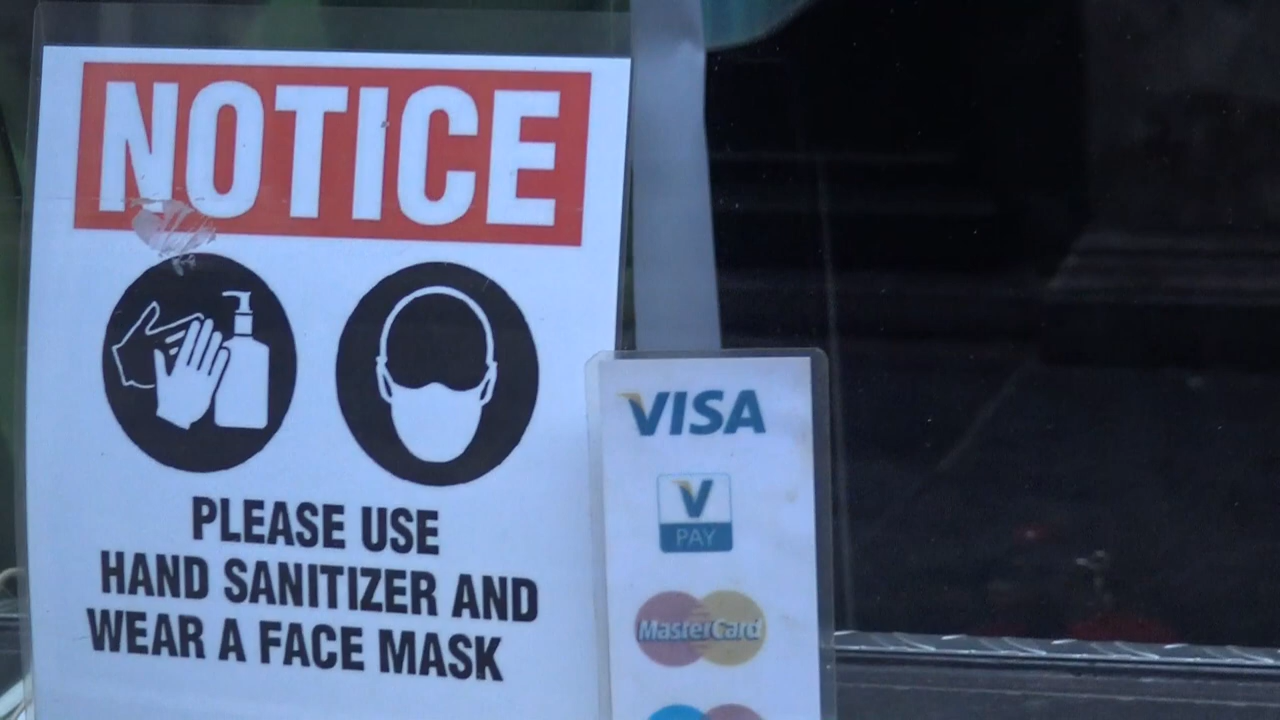 NOTICE
PLEASE USE
HAND SANITIZER AND
WEAR A FACE MASK
VISA
V
PAY
MasterCard